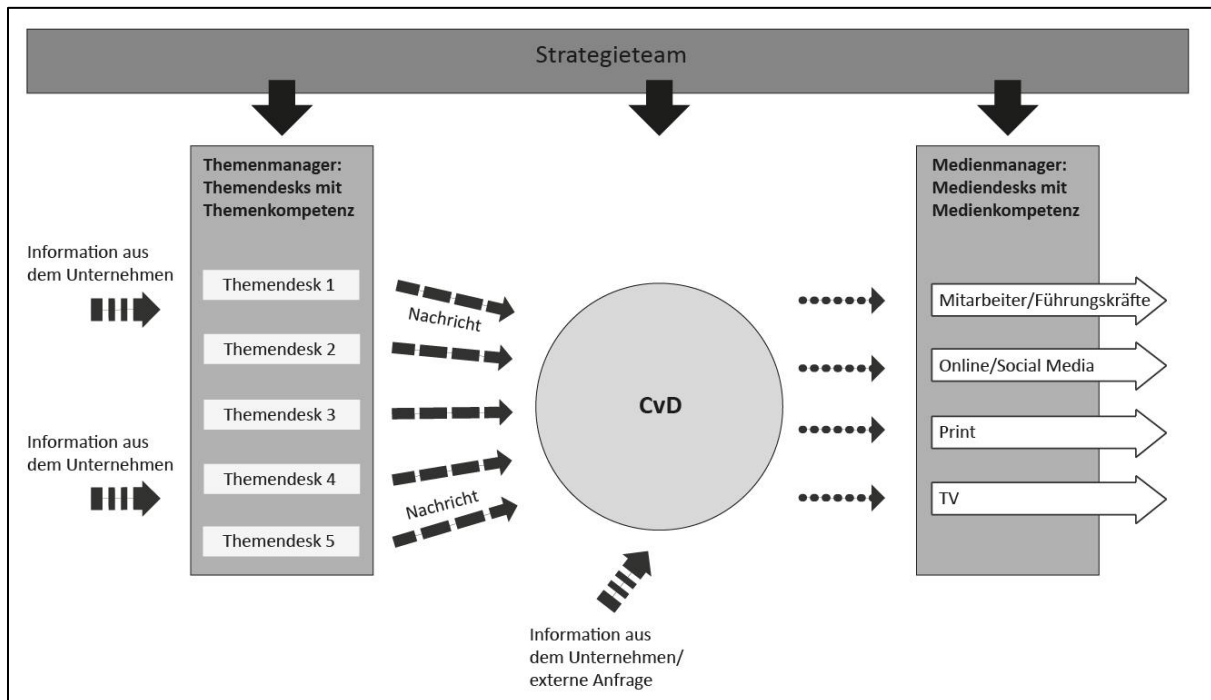 Strategieteam
Themenmanager:
Themendesks mit
Themenkompetenz
Information aus
dem Unternehmen
Information aus
dem Unternehmen
Themendesk 1
Themendesk 2
Themendesk 3
Themendesk 4
Themendesk 5
Nachricht
Nachricht
CvD
Information aus
dem Unternehmen/
externe Anfrage
Medienmanager:
Mediendesks mit
Medienkompetenz
Mitarbeiter/Führungskräfte
Online/Social Media
Print
TV